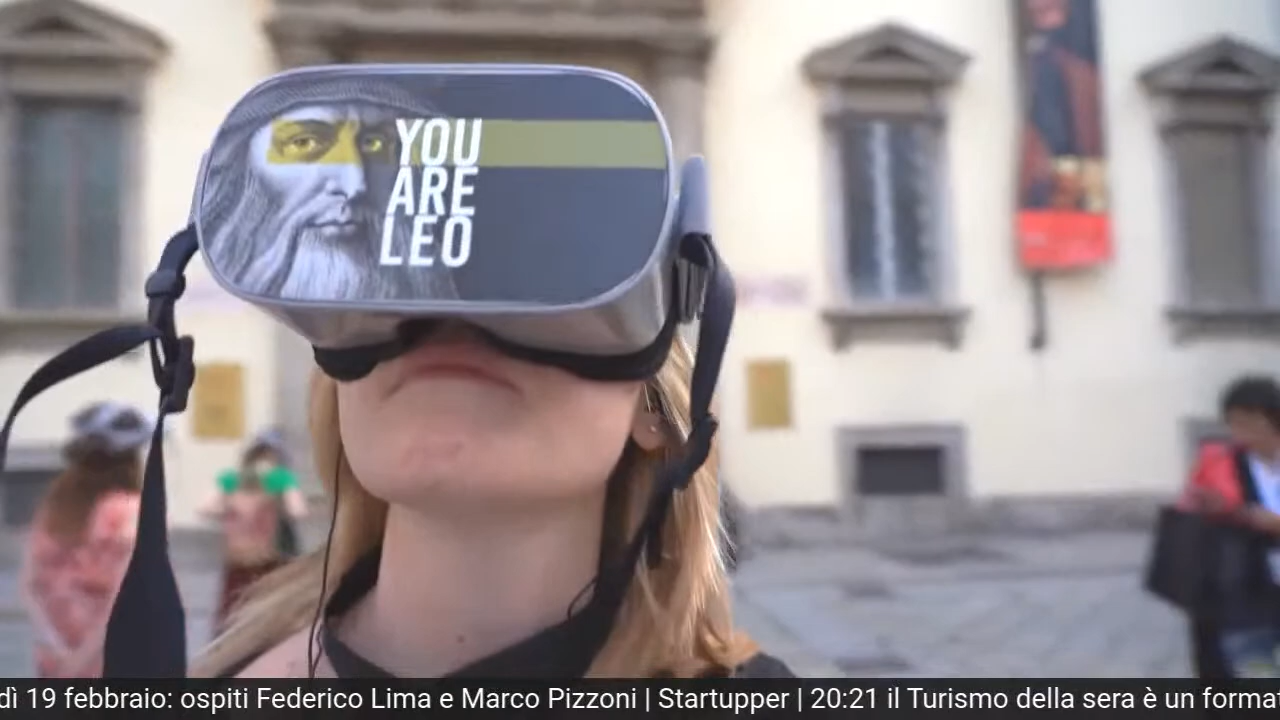 YOU
ARE
LEO
dì 19 febbraio: ospiti Federico Lima e Marco Pizzoni | Startupper | 20:21 il Turismo della sera è un forma